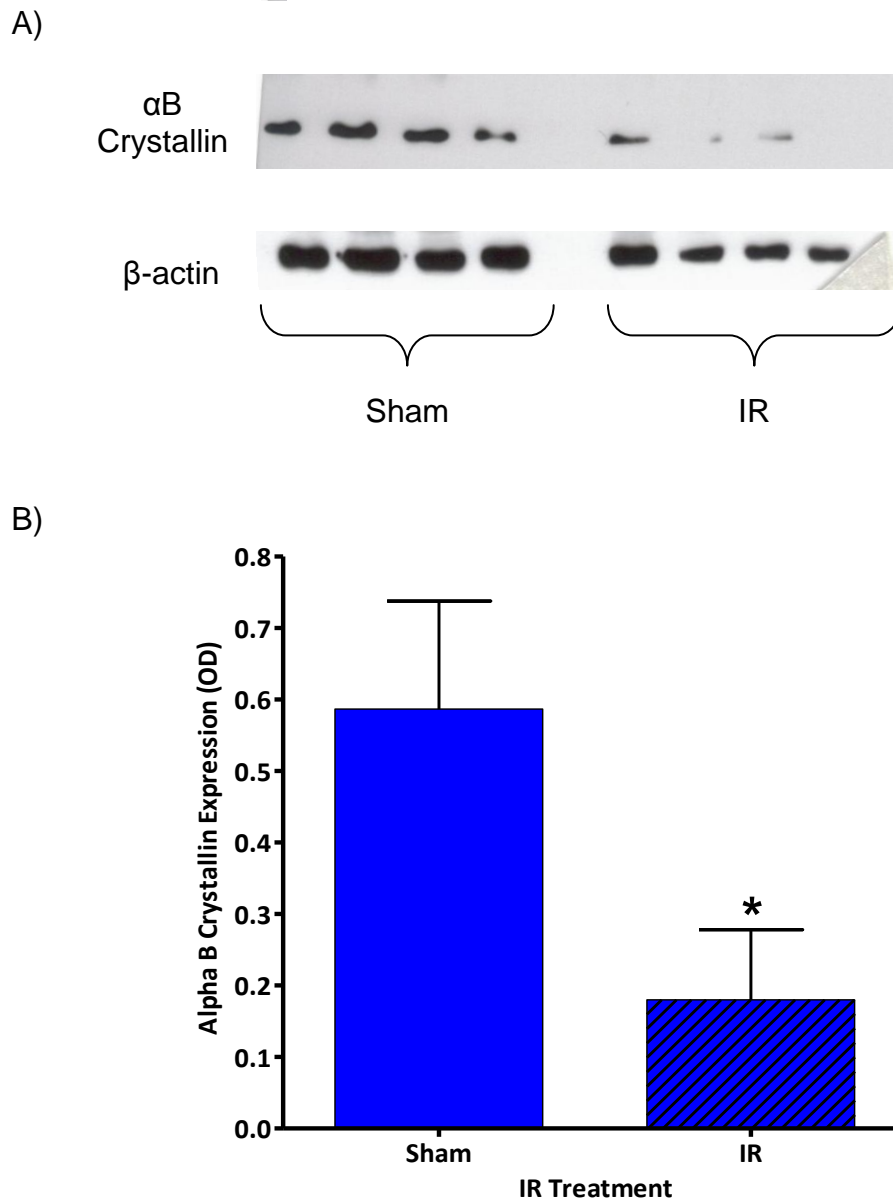 A)
αB
Crystallin
β-actin
Sham IR
B)
Alpha B Crystallin Expression (OD)
0.8
0.7
0.6
0.5
0.4
0.3
0.2
0.1
0.0
*
Sham IR
IR Treatment